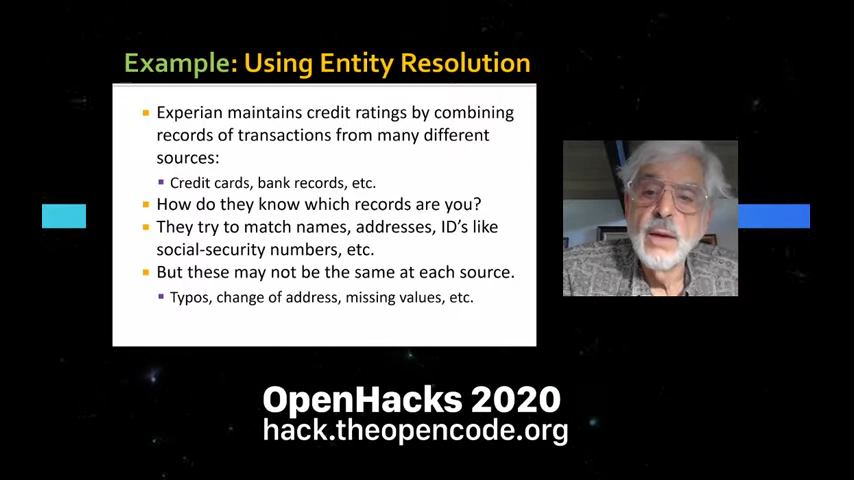 Example: Using Entity Resolution
Experian maintains credit ratings by combining
records of transactions from many different
sources:
Credit cards, bank records, etc.
How do they know which records are you?
They try to match names, addresses, ID's like
social-security numbers, etc.
But these may not be the same at each source.
Typos, change of address, missing values, etc.
OpenHacks 2020
hack.theopencode.org